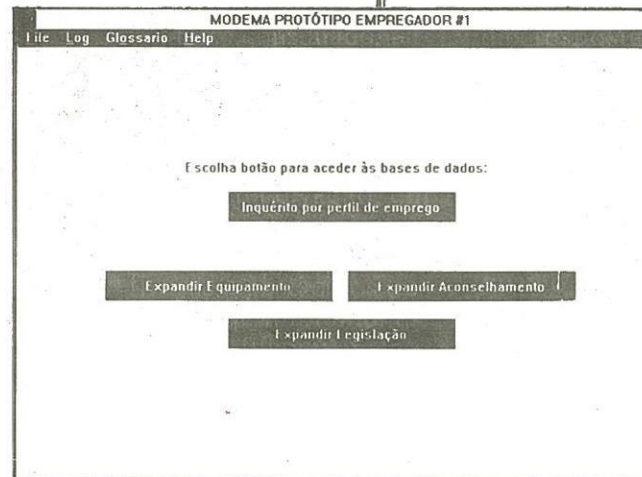 MODEMA PROTÓTIPO EMPREGADOR #1
File Log Glossario Help
Escolha botão para aceder às bases de dados:
Inquérito por perfil de emprego
Expandir Equipamento Expandir Aconselhamento
Expandir Legislação